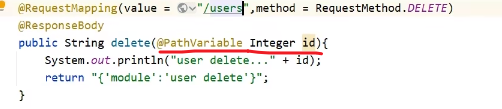 @RequestMapping(value = "/users",method = RequestMethod.DELETE)
@ResponseBody
public String delete(@PathVariable Integer id){
System.out.println("user delete..." + id);
return "{'module':'user delete'}";
}